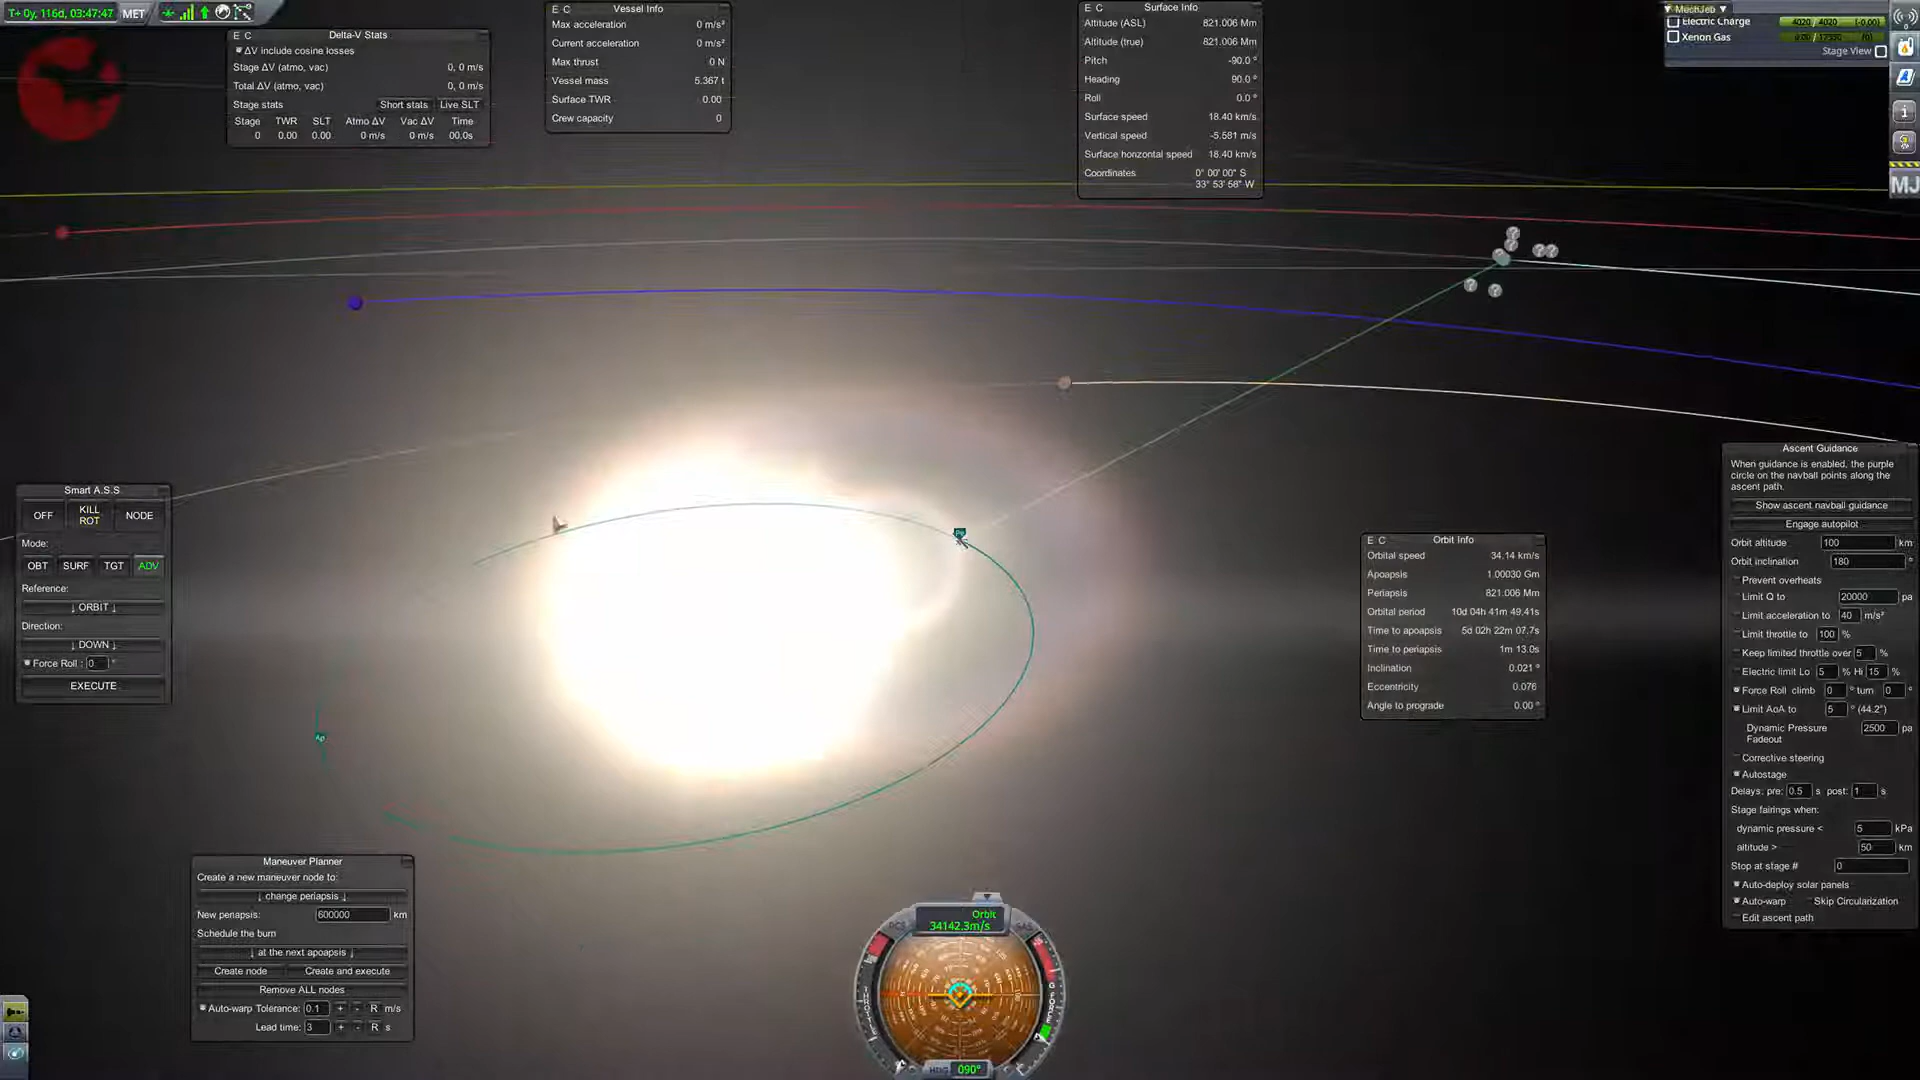 T+ 0y, 116d, 03:47:47 MET
E C Delta-V Stats
ΔV include cosine losses
Stage ΔV (atmo, vac) 0, 0 m/s
Total ΔV (atmo, vac) 0, 0 m/s
Stage stats Short stats Live SLT
Stage TWR SLT Atmo ΔV Vac ΔV Time
0 0.00 0.00 0 m/s 0 m/s 00.0s
E C Vessel Info
Max acceleration 0 m/s²
Current acceleration 0 m/s²
Max thrust 0 N
Vessel mass 5.367 t
Surface TWR 0.00
Crew capacity 0
E C Surface Info
Altitude (ASL) 821.006 Mm
Altitude (true) 821.006 Mm
Pitch -90.0 °
Heading 90.0 °
Roll 0.0 °
Surface speed 18.40 km/s
Vertical speed -5.581 m/s
Surface horizontal speed 18.40 km/s
Coordinates 0° 00' 00" S
33° 53' 58" W
MechJeb
Electric Charge 4020 / 4020 (-0.00)
Xenon Gas
Stage View
MJ
Smart A.S.S
OFF KILL ROT NODE
Mode:
OBT SURF TGT ADV
Reference:
↓ ORBIT ↓
Direction:
↓ DOWN ↓
Force Roll : 0 °
EXECUTE
Pe
Ap
E C Orbit Info
Orbital speed 34.14 km/s
Apoapsis 1.00030 Gm
Periapsis 821.006 Mm
Orbital period 10d 04h 41m 49.41s
Time to apoapsis 5d 02h 22m 07.7s
Time to periapsis 1m 13.0s
Inclination 0.021 °
Eccentricity 0.076
Angle to prograde 0.00 °
Ascent Guidance
When guidance is enabled, the purple
circle on the navball points along the
ascent path.
Show ascent navball guidance
Engage autopilot
Orbit altitude 100 km
Orbit inclination 180 °
Prevent overheats
Limit Q to 20000 pa
Limit acceleration to 40 m/s²
Limit throttle to 100 %
Keep limited throttle over 5 %
Electric limit Lo 5 % Hi 15 %
Force Roll climb 0 ° turn 0 °
Limit AoA to 5 ° (44.2°)
Dynamic Pressure Fadeout 2500 pa
Corrective steering
Autostage
Delays: pre: 0.5 s post: 1 s
Stage fairings when:
dynamic pressure < 5 kPa
altitude > 50 km
Stop at stage # 0
Auto-deploy solar panels
Auto-warp Skip Circularization
Edit ascent path
Maneuver Planner
Create a new maneuver node to:
↓ change periapsis ↓
New periapsis: 600000 km
Schedule the burn
↓ at the next apoapsis ↓
Create node Create and execute
Remove ALL nodes
Auto-warp Tolerance: 0.1 + - R m/s
Lead time: 3 + - R s
Orbit
34142.3m/s
RCS SAS
HDG 090°